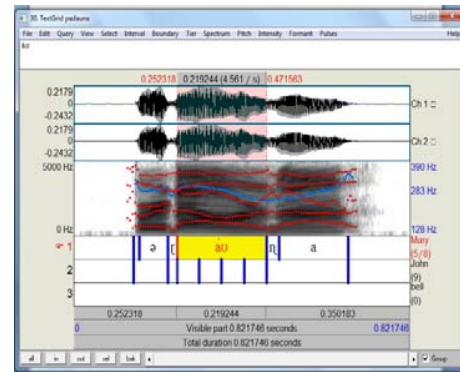 30. TextGrid padauna
File Edit Query View Select Interval Boundary Tier Spectrum Pitch Intensity Formant Pulses Help
0.252318 0.219244 (4.561 / s) 0.471563
0.2179
0
-0.2432
Ch 1
0.2179
0
-0.2432
Ch 2
5000 Hz 390 Hz
283 Hz
0 Hz 128 Hz
1 ə ɽ n a Mary
(5/8)
2 John
(9)
3 bell
(0)
0.252318 0.219244 0.350183
0 Visible part 0.821746 seconds 0.821746
Total duration 0.821746 seconds
all in out sel bak Group